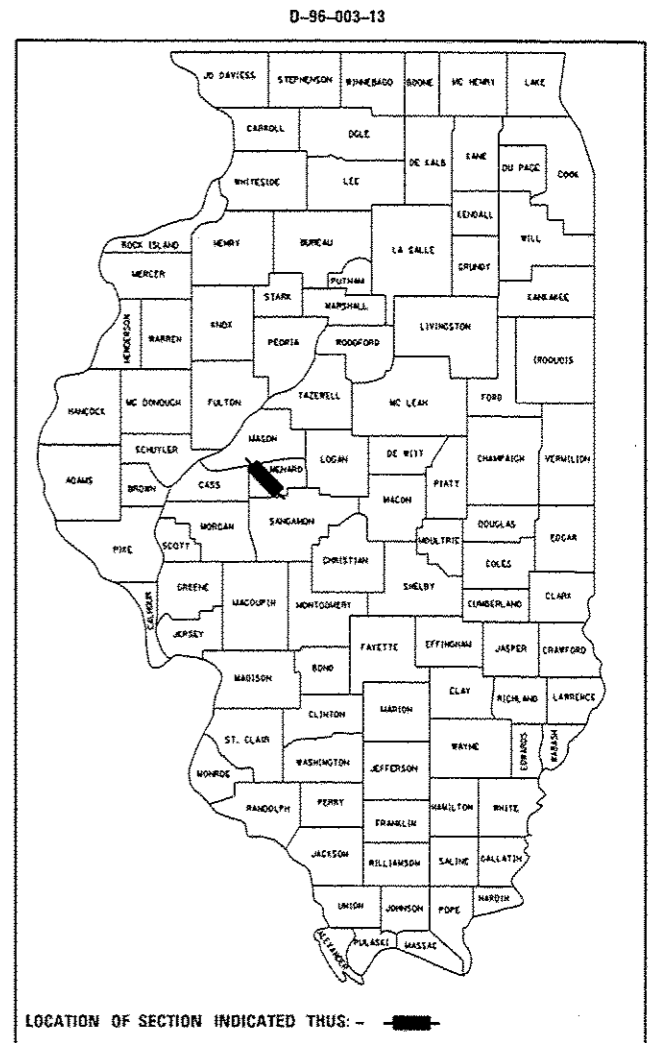 D-96-003-13
JO DAVIESS STEPHENSON WINNEBAGO BOONE MC HENRY LAKE
CARROLL OGLE DE KALB KANE DU PAGE COOK
WHITESIDE LEE
KENDALL
ROCK ISLAND HENRY BUREAU LA SALLE GRUNDY WILL
MERCER PUTNAM KANKAKEE
STARK MARSHALL
HENDERSON WARREN KNOX PEORIA WOODFORD LIVINGSTON IROQUOIS
HANCOCK MC DONOUGH FULTON TAZEWELL MC LEAN FORD
SCHUYLER MASON
ADAMS BROWN CASS MENARD LOGAN DE WITT PIATT CHAMPAIGN VERMILION
MACON
PIKE SCOTT MORGAN SANGAMON MOULTRIE DOUGLAS EDGAR
CHRISTIAN COLES
CALHOUN GREENE MACOUPIN MONTGOMERY SHELBY CUMBERLAND CLARK
JERSEY
FAYETTE EFFINGHAM JASPER CRAWFORD
MADISON BOND
CLAY RICHLAND LAWRENCE
CLINTON MARION
ST. CLAIR WAYNE EDWARDS WABASH
WASHINGTON JEFFERSON
MONROE
RANDOLPH PERRY HAMILTON WHITE
FRANKLIN
JACKSON WILLIAMSON SALINE GALLATIN
UNION JOHNSON POPE HARDIN
ALEXANDER PULASKI MASSAC
LOCATION OF SECTION INDICATED THUS: -